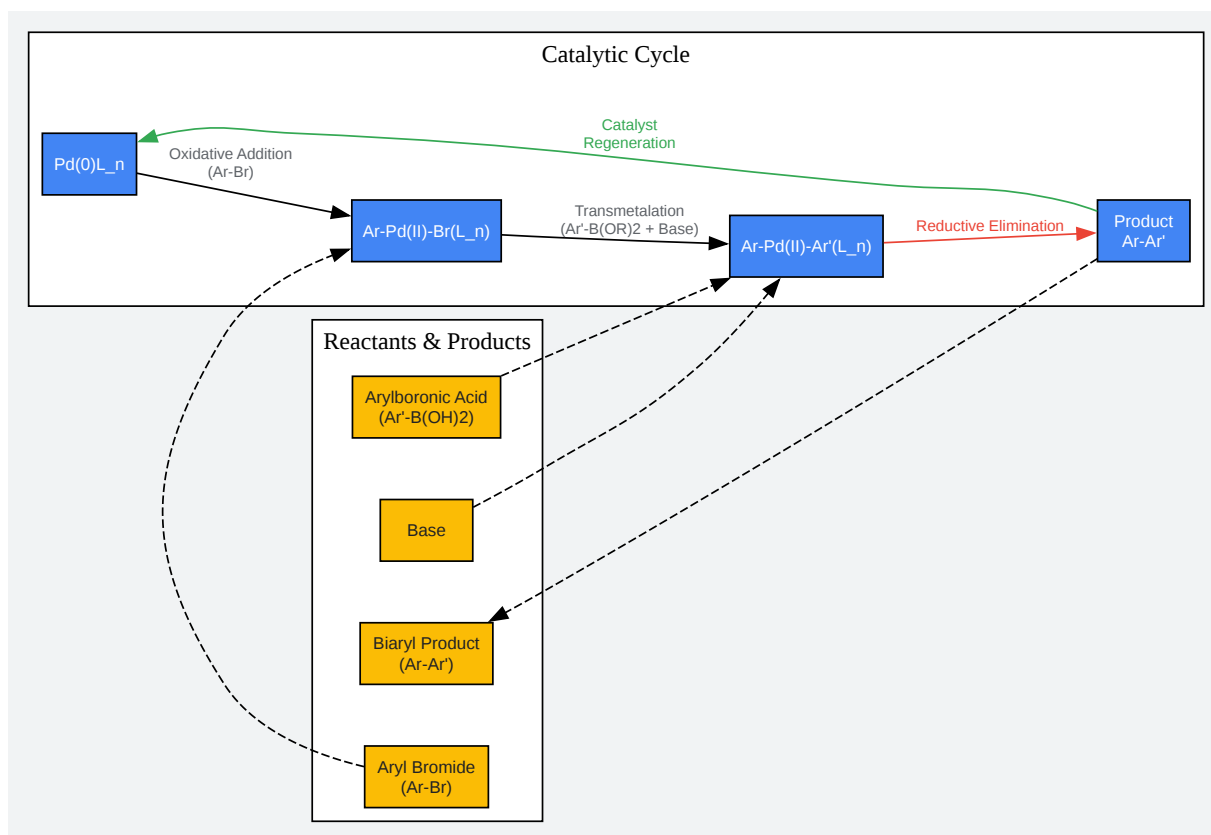 Catalytic Cycle
Catalyst
Regeneration
Pd(0)L_n
Oxidative Addition
(Ar-Br)
Ar-Pd(II)-Br(L_n)
Transmetalation
(Ar'-B(OR)2 + Base)
Ar-Pd(II)-Ar'(L_n)
Reductive Elimination
Product
Ar-Ar'
Reactants & Products
Arylboronic Acid
(Ar'-B(OH)2)
Base
Biaryl Product
(Ar-Ar')
Aryl Bromide
(Ar-Br)